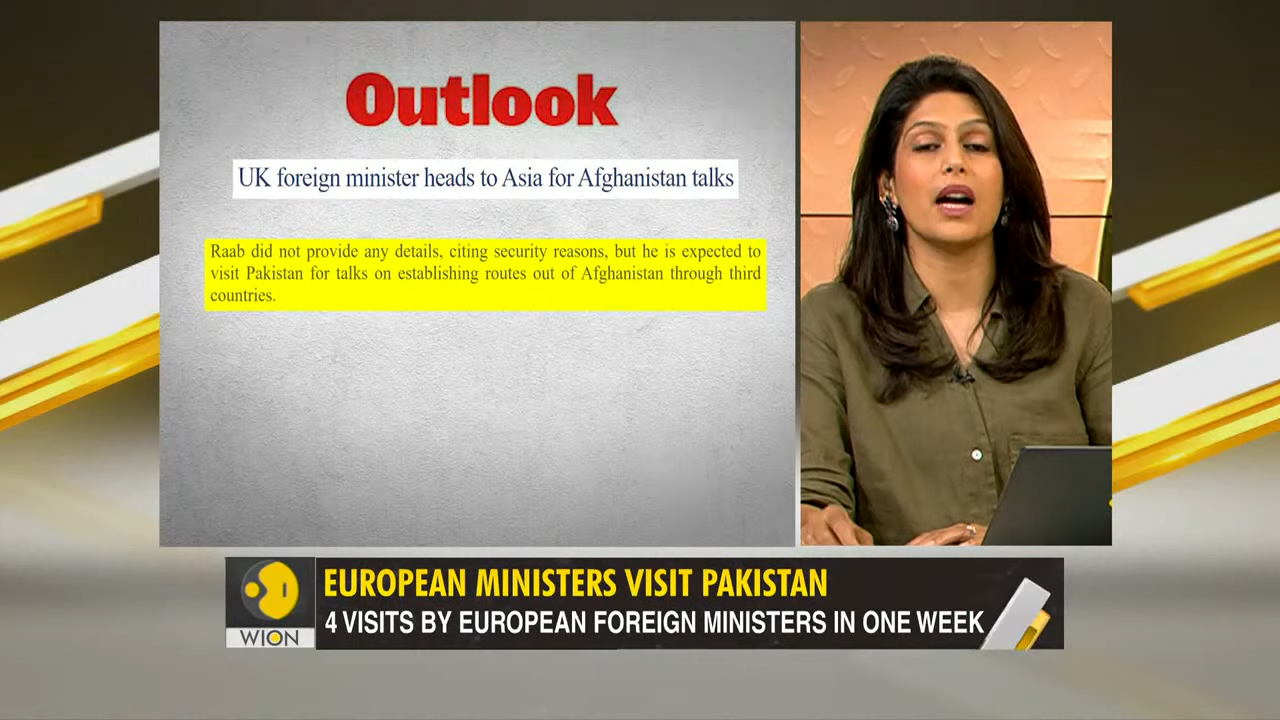 Outlook
UK foreign minister heads to Asia for Afghanistan talks
Raab did not provide any details, citing security reasons, but he is expected to
visit Pakistan for talks on establishing routes out of Afghanistan through third
countries.
EUROPEAN MINISTERS VISIT PAKISTAN
4 VISITS BY EUROPEAN FOREIGN MINISTERS IN ONE WEEK
WION